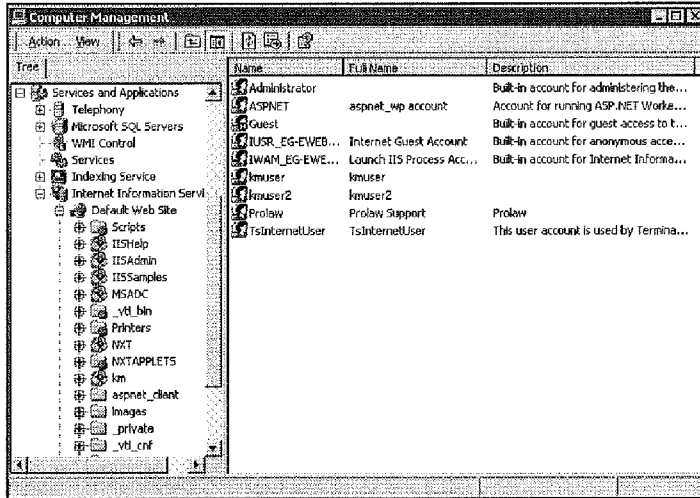 Computer Management
Action View
Tree
Services and Applications
Telephony
Microsoft SQL Servers
WMI Control
Services
Indexing Service
Internet Information Servi
Default Web Site
Scripts
IISHelp
IISAdmin
IISSamples
MSADC
_vti_bin
Printers
NXT
NXTAPPLETS
km
aspnet_client
Images
_private
_vti_cnf
Name Full Name Description
Administrator Built-in account for administering the...
ASPNET aspnet_wp account Account for running ASP.NET Worke...
Guest Built-in account for guest access to t...
IUSR_EG-EWEB... Internet Guest Account Built-in account for anonymous acce...
IWAM_EG-EWE... Launch IIS Process Acc... Built-in account for Internet Informa...
kmuser kmuser
kmuser2 kmuser2
Prolaw Prolaw Support Prolaw
TsInternetUser TsInternetUser This user account is used by Termina...